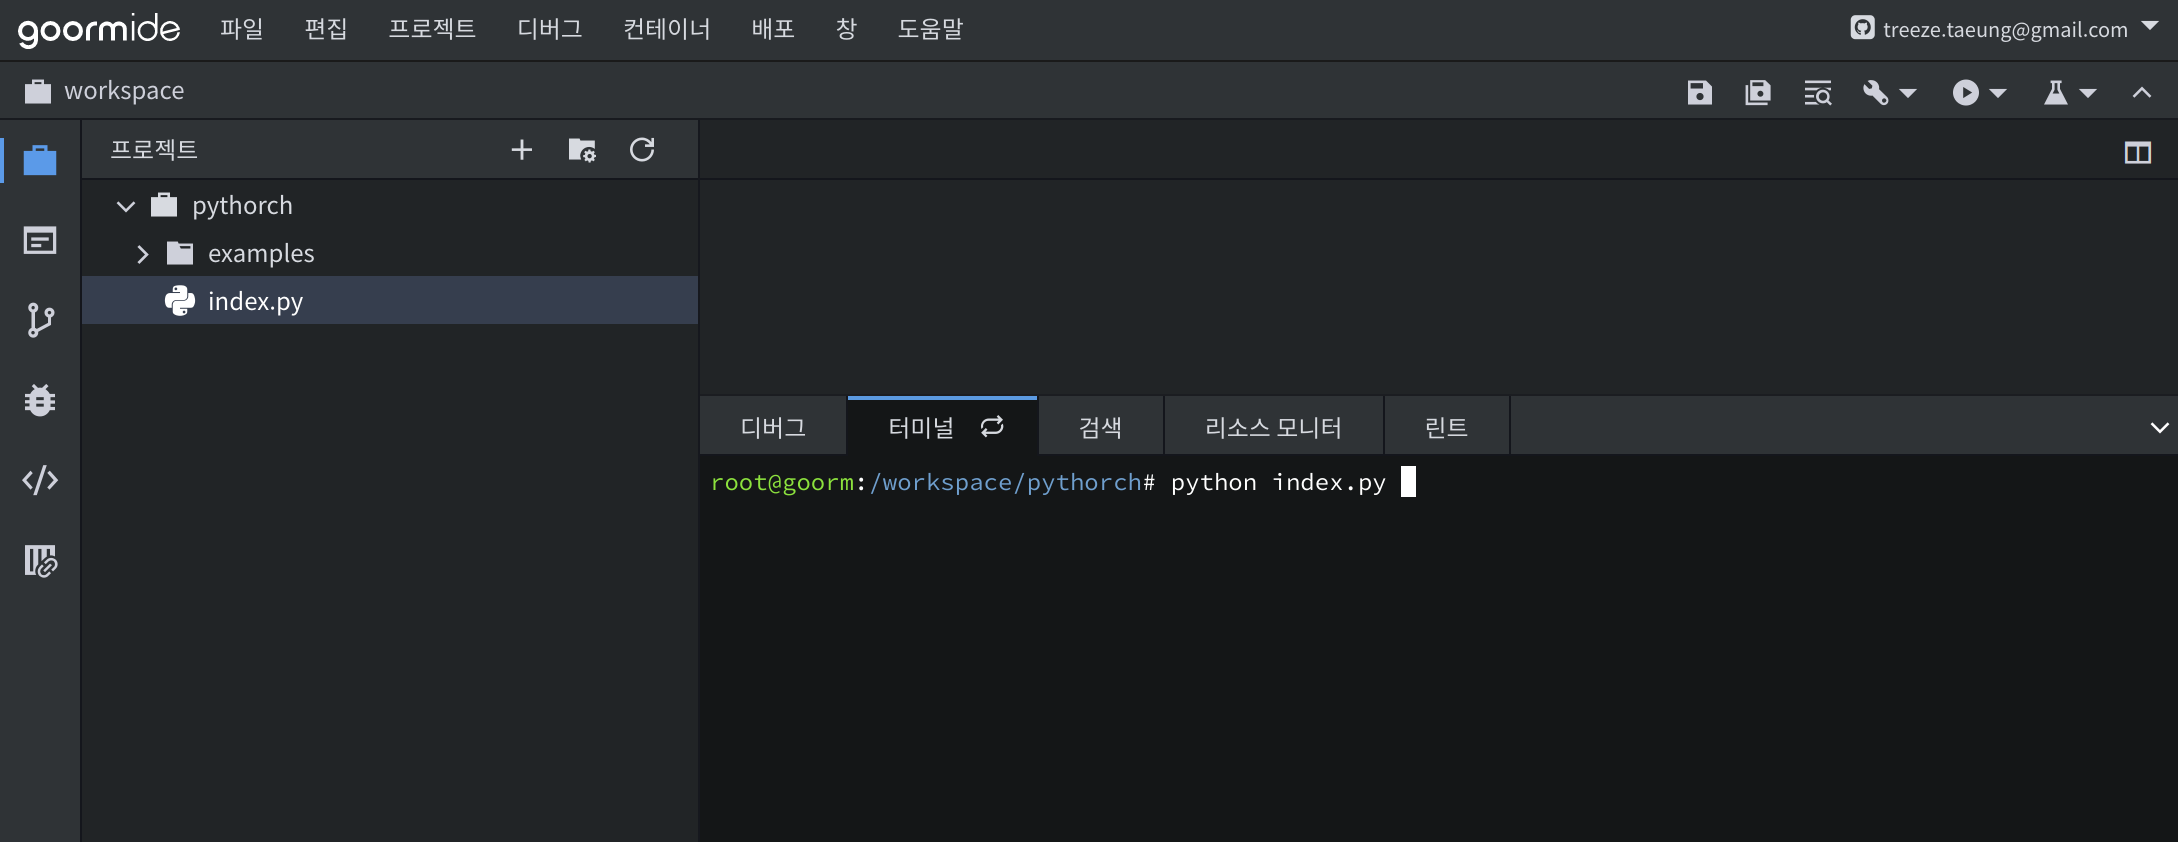 goormide 파일 편집 프로젝트 디버그 컨테이너 배포 창 도움말 treeze.taeung@gmail.com
workspace
프로젝트
pythorch
examples
index.py
디버그 터미널 검색 리소스 모니터 린트
root@goorm:/workspace/pythorch# python index.py